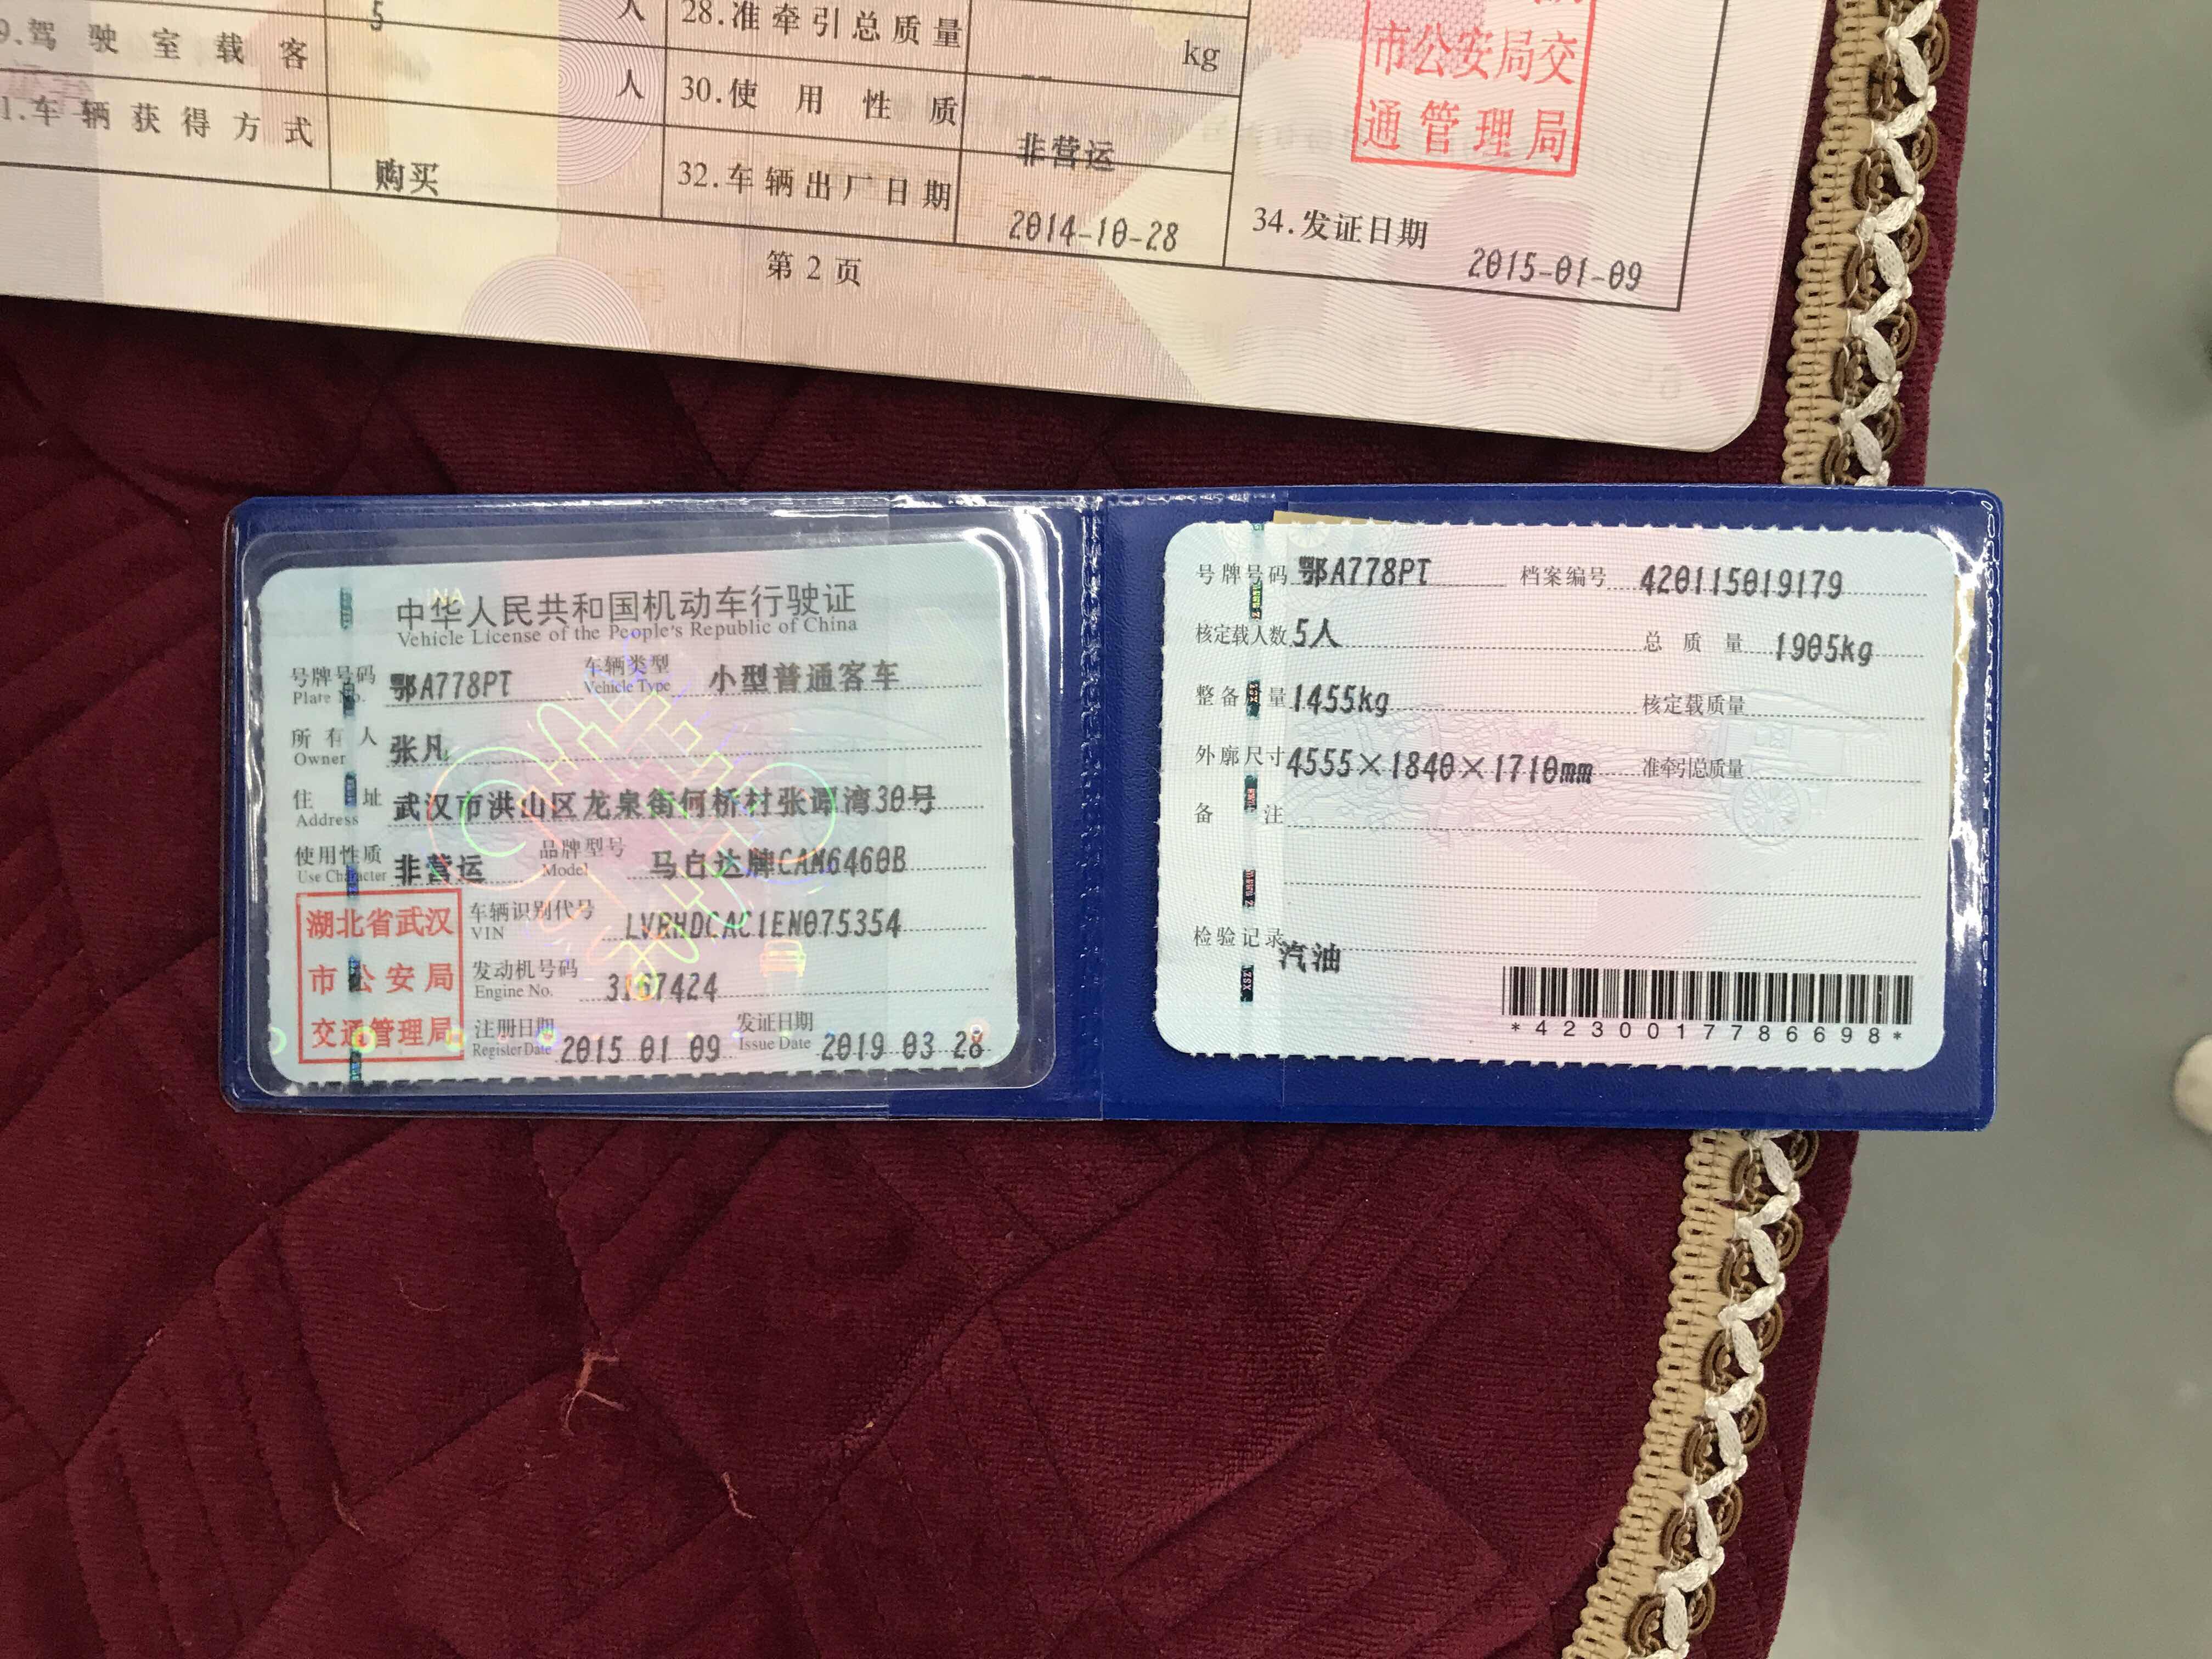 中华人民共和国机动车行驶证
Vehicle License of the People's Republic of China
号牌号码 鄂A778PT 车辆类型 小型普通客车
Plate No. Vehicle Type
所有人 张凡
Owner
住址 武汉市洪山区龙泉街何桥村张湾30号
Address
使用性质 非营运 品牌型号 马自达牌CAM6460B
Use Character Model
湖北省武汉
市公安局
交通管理局
车辆识别代号
VIN
发动机号码
Engine No.
注册日期 2015 01 09 发证日期 2019 03 28
Register Date Issue Date
号牌号码 鄂A778PT 档案编号 420115019179
核定载人数 5人 总质量 1905kg
整备质量 1455kg 核定载质量
外廓尺寸 4555×1840×1710mm 准牵引总质量
备注
检验记录
汽油
*4230017786698*
5 人 28.准牵引总质量 kg
9.驾驶室载客 人 30.使用性质 非营运
1.车辆获得方式 购买 32.车辆出厂日期 2014-10-28 34.发证日期 2015-01-09
市公安局交
通管理局
第2页